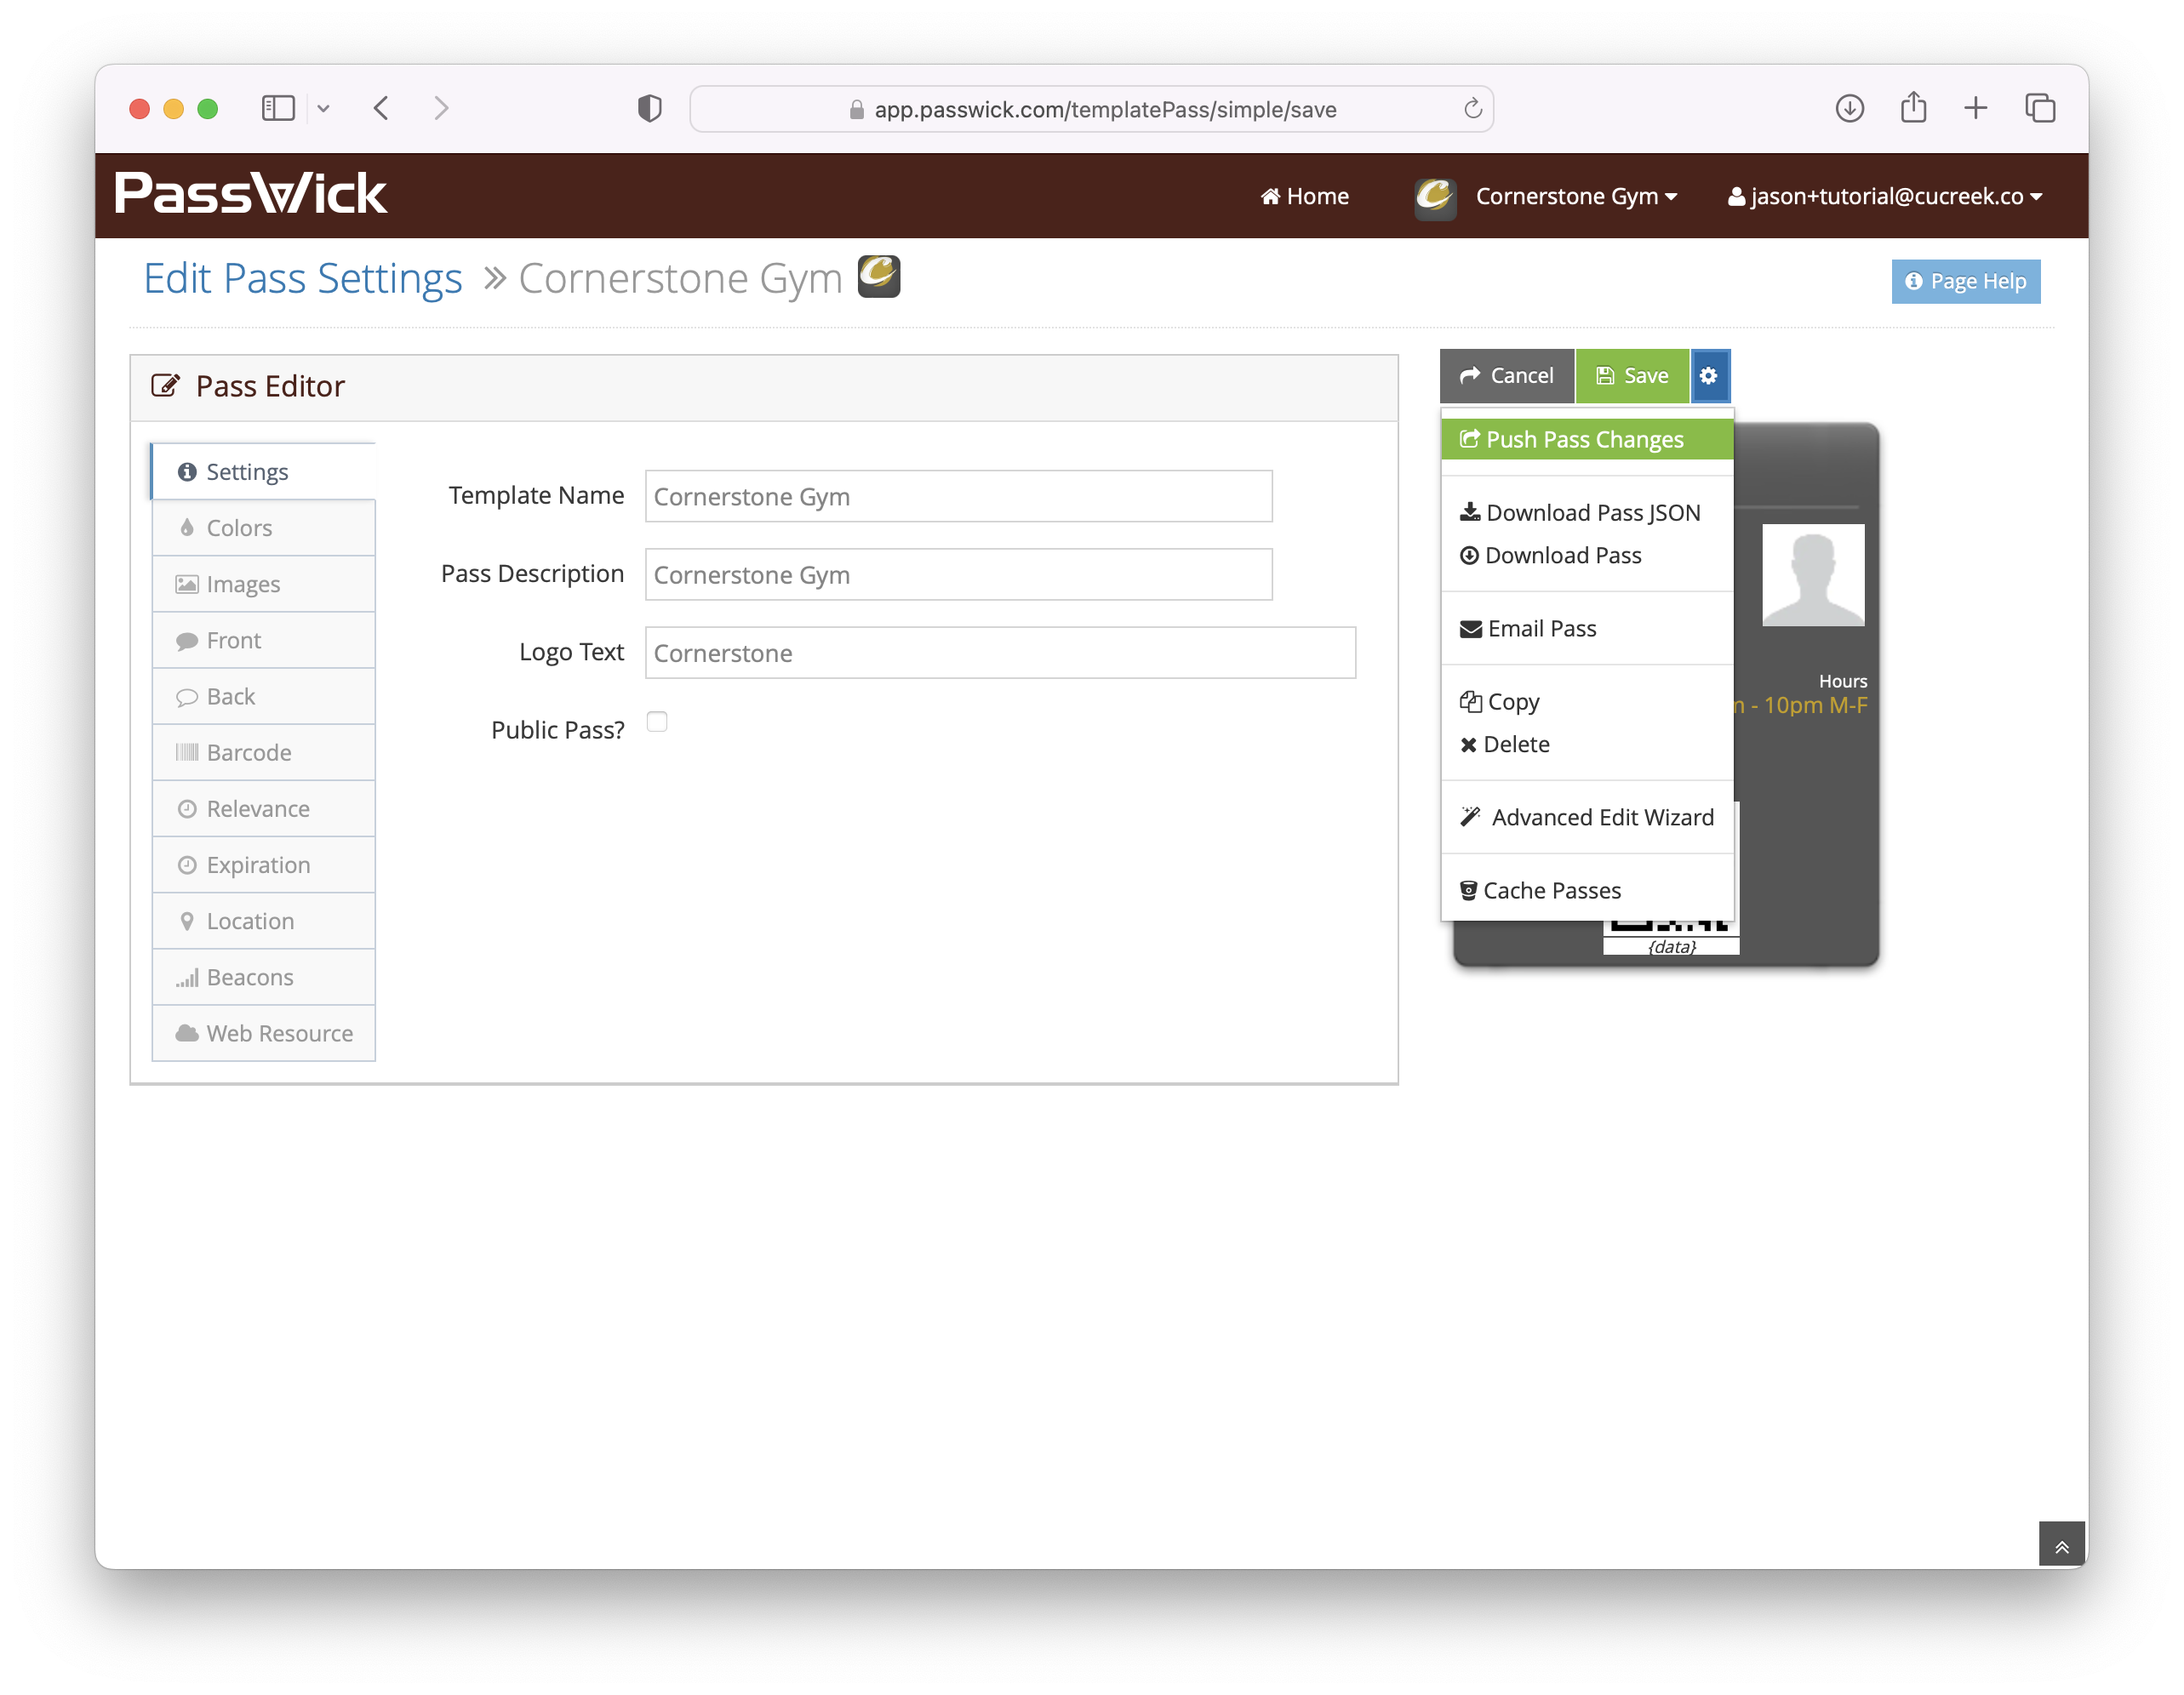 app.passwick.com/templatePass/simple/save
PassWick
Home
Cornerstone Gym
jason+tutorial@cucreek.co
Edit Pass Settings » Cornerstone Gym
Page Help
Pass Editor
Cancel
Save
Settings
Colors
Images
Front
Back
Barcode
Relevance
Expiration
Location
Beacons
Web Resource
Template Name
Cornerstone Gym
Pass Description
Cornerstone Gym
Logo Text
Cornerstone
Public Pass?
Push Pass Changes
Download Pass JSON
Download Pass
Email Pass
Copy
Delete
Advanced Edit Wizard
Cache Passes
Hours
- 10pm M-F
{data}